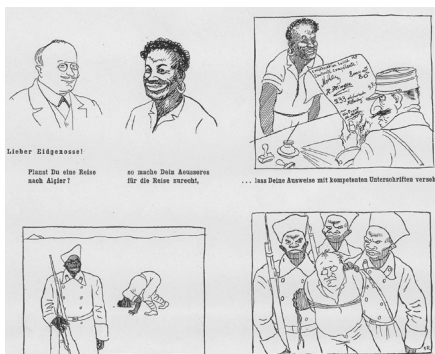 Lieber Eidgenosse!
Planst Du eine Reise
nach Algier?
so mache Dein Aeusseres
für die Reise zurecht,
... lass Deine Ausweise mit kompetenten Unterschriften verseh